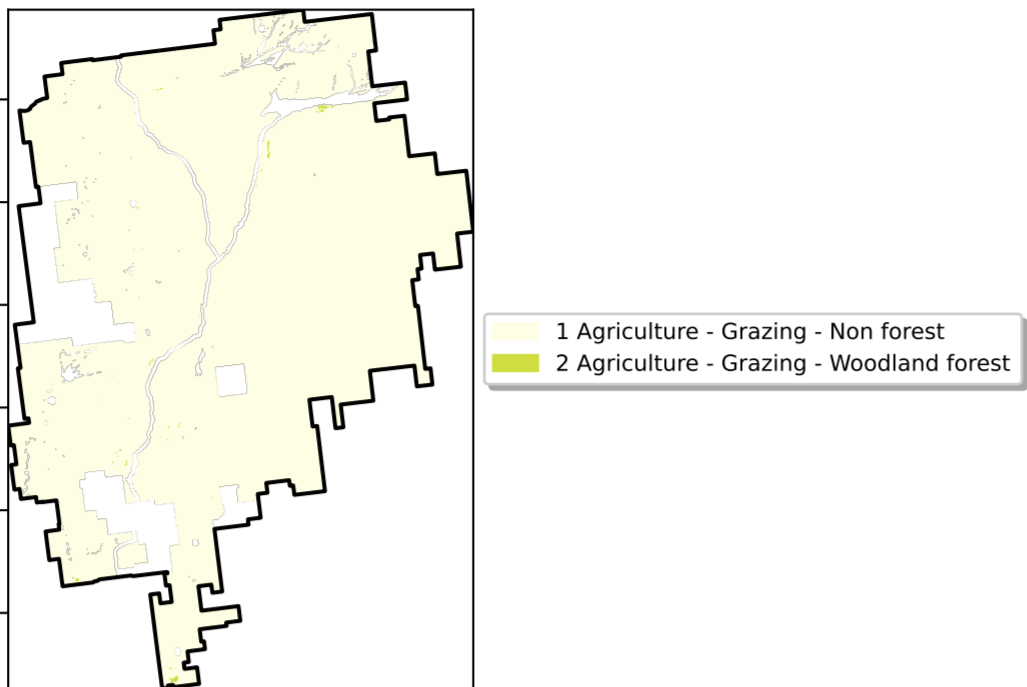 1 Agriculture - Grazing - Non forest
2 Agriculture - Grazing - Woodland forest